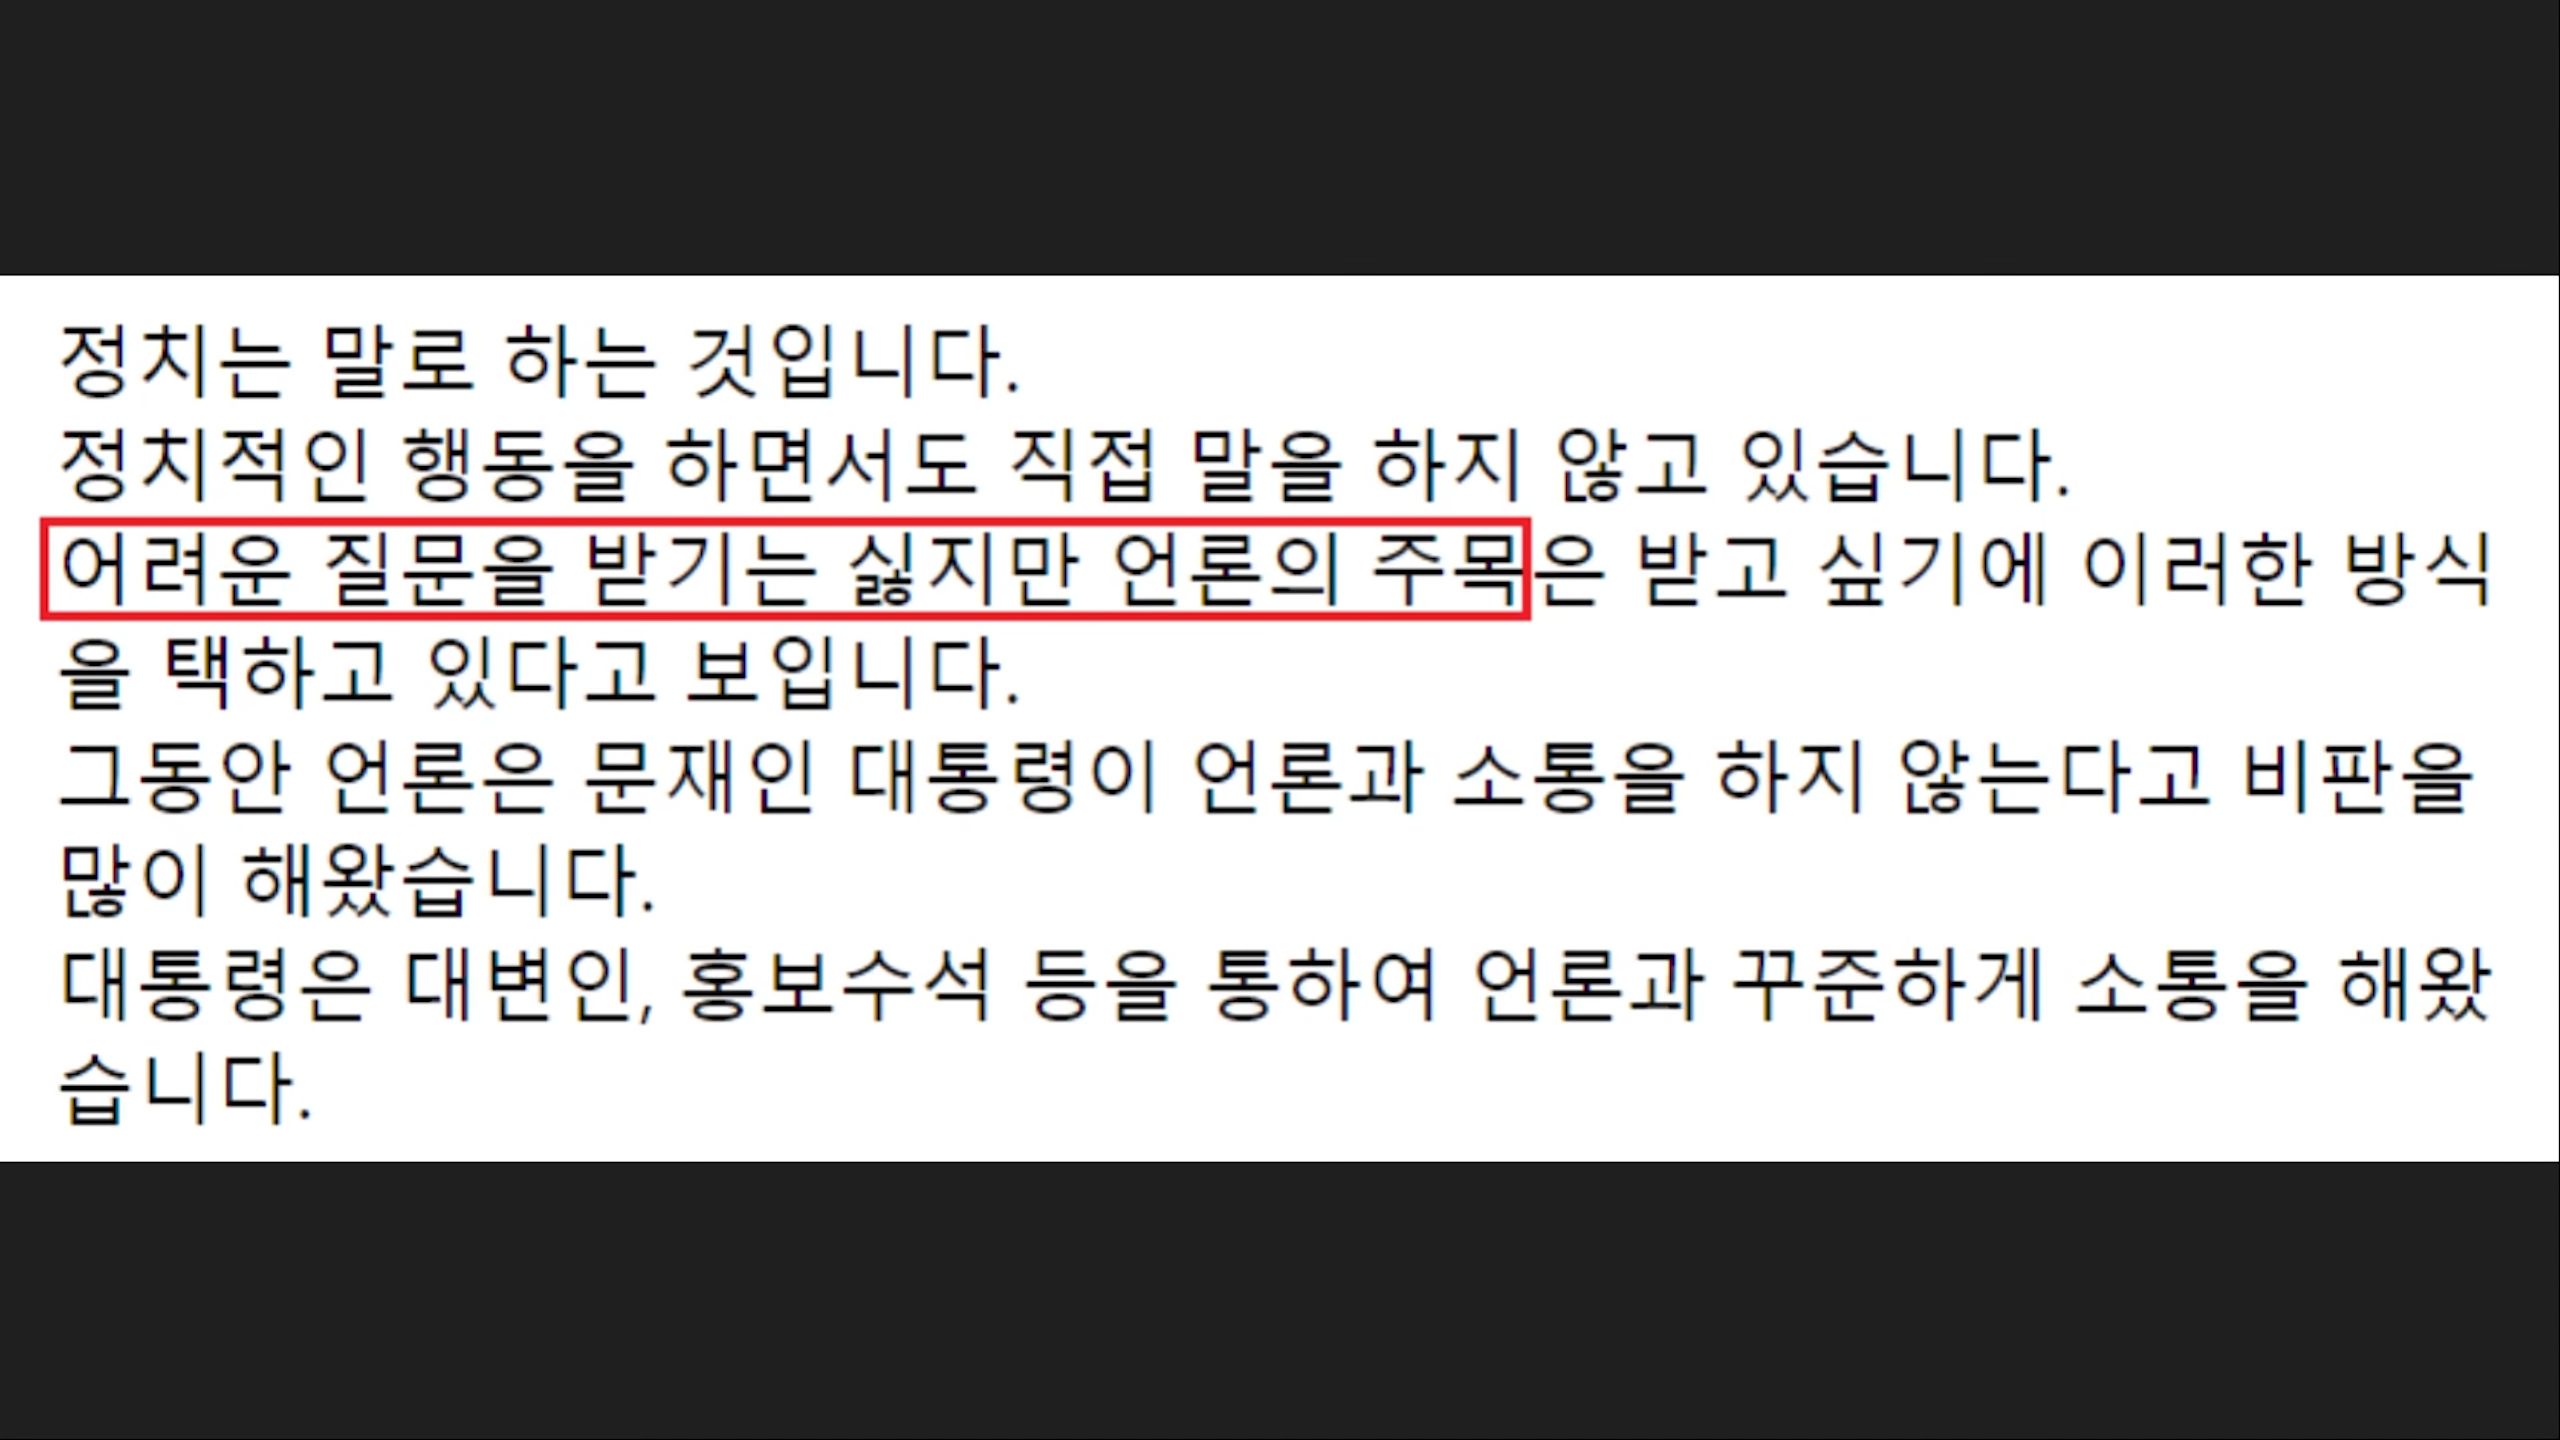 정치는 말로 하는 것입니다.
정치적인 행동을 하면서도 직접 말을 하지 않고 있습니다.
어려운 질문을 받기는 싫지만 언론의 주목은 받고 싶기에 이러한 방식
을 택하고 있다고 보입니다.
그동안 언론은 문재인 대통령이 언론과 소통을 하지 않는다고 비판을
많이 해왔습니다.
대통령은 대변인, 홍보수석 등을 통하여 언론과 꾸준하게 소통을 해왔
습니다.